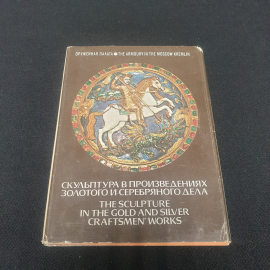 ОРУЖЕЙНАЯ ПАЛАТА ● THE ARMOURY IN THE MOSCOW KREMLIN
СКУЛЬПТУРА В ПРОИЗВЕДЕНИЯХ
ЗОЛОТОГО И СЕРЕБРЯНОГО ДЕЛА
THE SCULPTURE
IN THE GOLD AND SILVER
CRAFTSMEN' WORKS